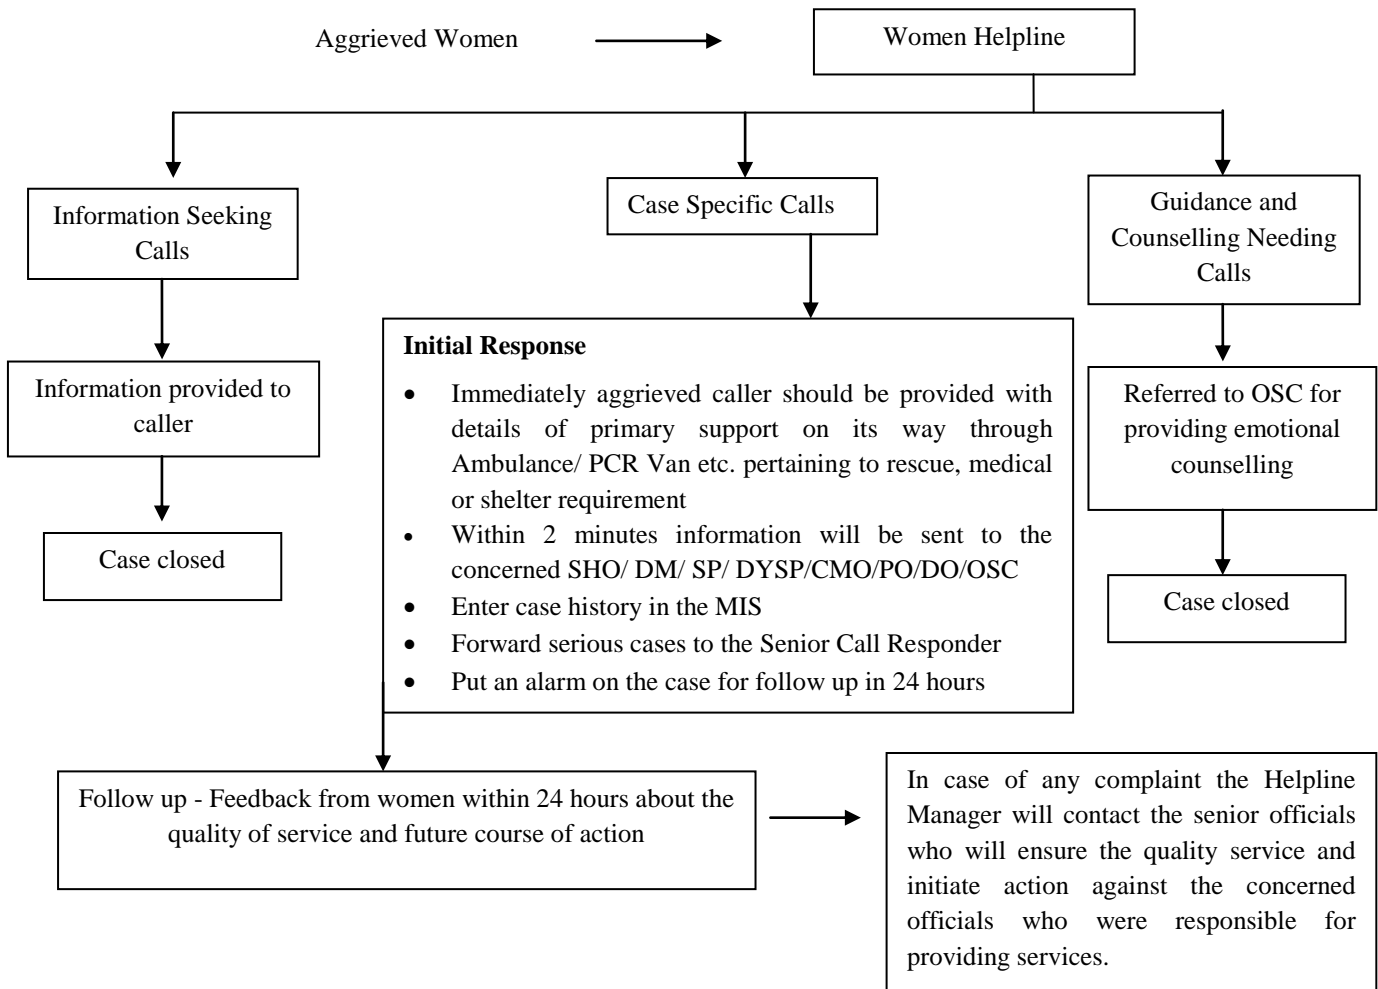 Aggrieved Women
Women Helpline
Information Seeking
Calls
Information provided to
caller
Case closed
Case Specific Calls
Initial Response
• Immediately aggrieved caller should be provided with
details of primary support on its way through
Ambulance/ PCR Van etc. pertaining to rescue, medical
or shelter requirement
• Within 2 minutes information will be sent to the
concerned SHO/ DM/ SP/ DYSP/CMO/PO/DO/OSC
• Enter case history in the MIS
• Forward serious cases to the Senior Call Responder
• Put an alarm on the case for follow up in 24 hours
Guidance and
Counselling Needing
Calls
Referred to OSC for
providing emotional
counselling
Case closed
Follow up - Feedback from women within 24 hours about the
quality of service and future course of action
In case of any complaint the Helpline
Manager will contact the senior officials
who will ensure the quality service and
initiate action against the concerned
officials who were responsible for
providing services.